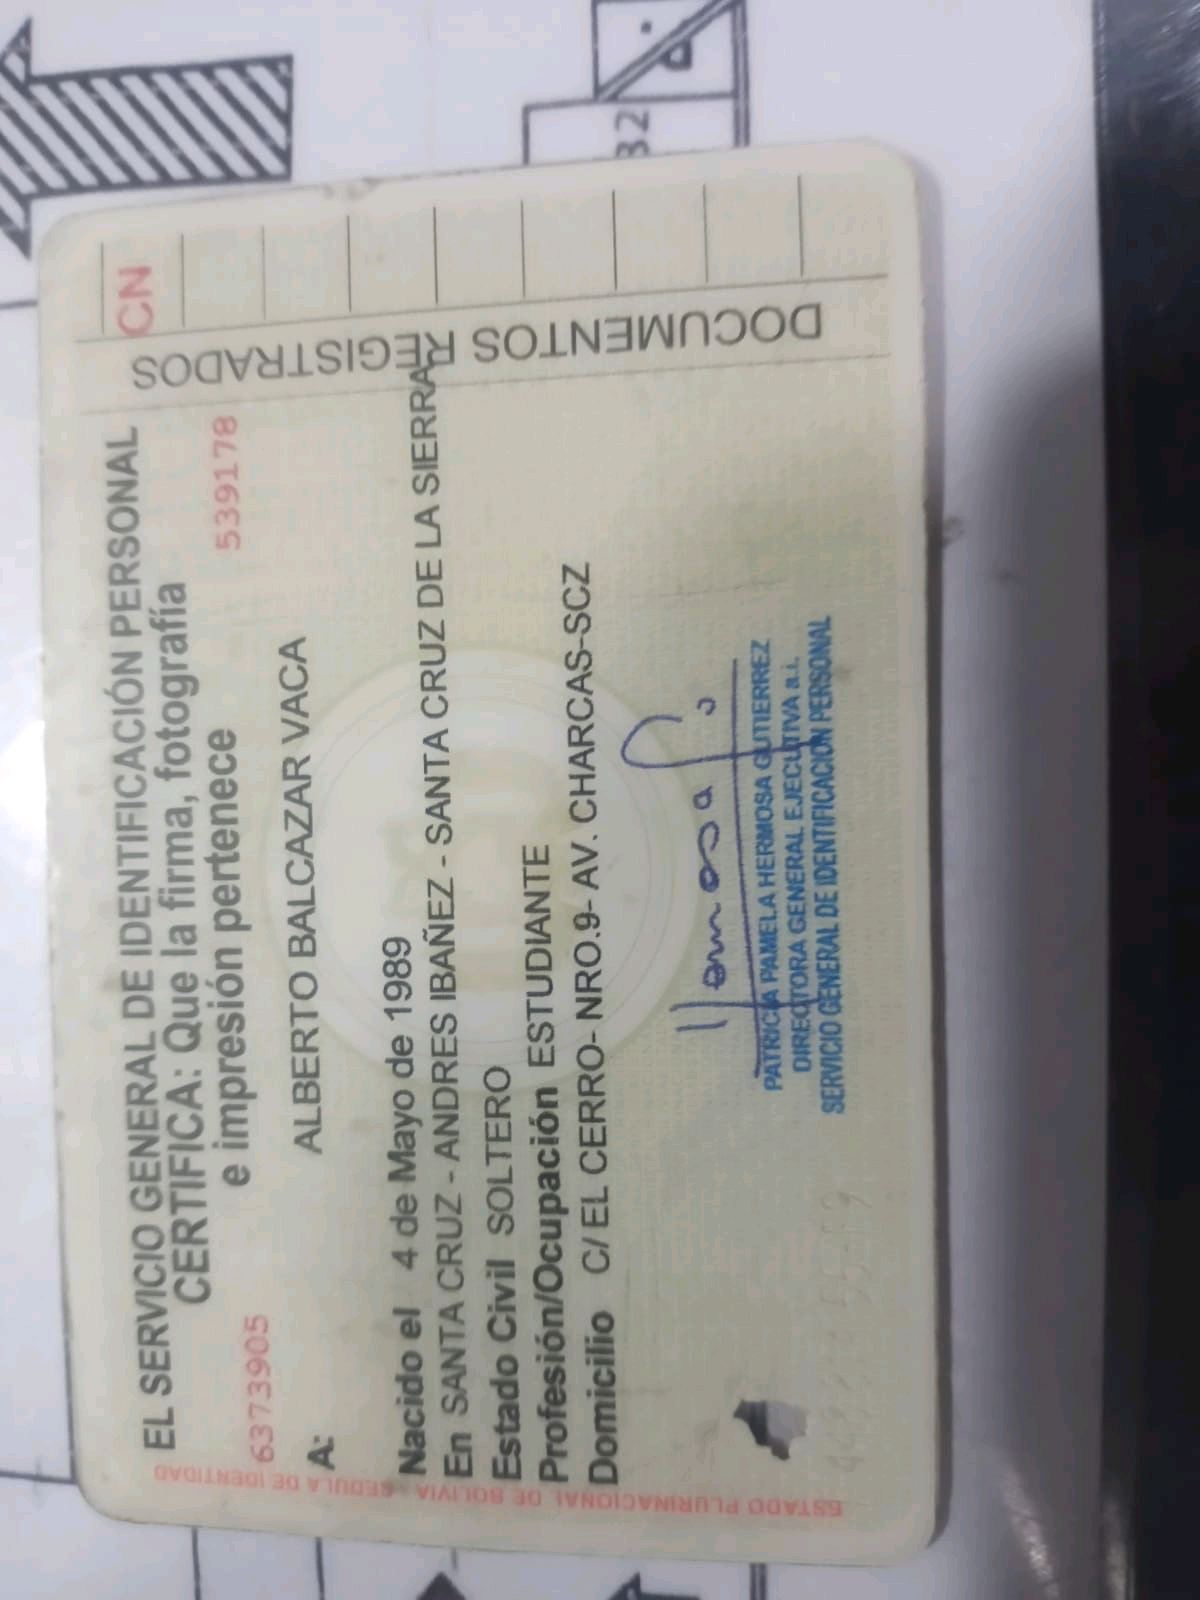 EL SERVICIO GENERAL DE IDENTIFICACIÓN PERSONAL
CERTIFICA: Que la firma, fotografía
e impresión pertenece
6373905
539178
A:
ALBERTO BALCAZAR VACA
Nacido el 4 de Mayo de 1989
En SANTA CRUZ - ANDRES IBAÑEZ - SANTA CRUZ DE LA SIERRA
Estado Civil SOLTERO
Profesión/Ocupación ESTUDIANTE
Domicilio C/ EL CERRO- NRO.9- AV. CHARCAS-SCZ
PATRICIA PAMELA HERMOSA GUTIERREZ
DIRECTORA GENERAL EJECUTIVA a.i.
SERVICIO GENERAL DE IDENTIFICACIÓN PERSONAL
DOCUMENTOS REGISTRADOS
CN
ESTADO PLURINACIONAL DE BOLIVIA - CEDULA DE IDENTIDAD
32